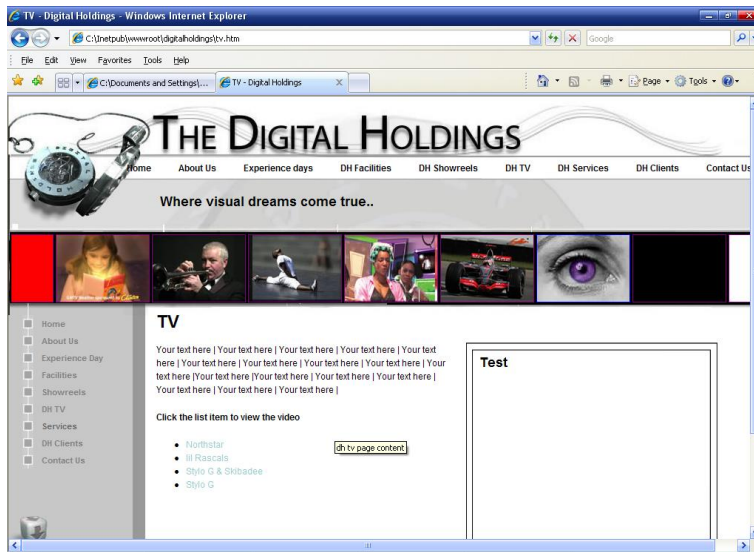 TV - Digital Holdings - Windows Internet Explorer
C:\Inetpub\wwwroot\digitalholdings\tv.htm
Google
File Edit View Favorites Tools Help
C:\Documents and Settings\...
TV - Digital Holdings
Page
Tools
THE DIGITAL HOLDINGS
Home About Us Experience days DH Facilities DH Showreels DH TV DH Services DH Clients Contact Us
Where visual dreams come true..
Home
About Us
Experience Day
Facilities
Showreels
DH TV
Services
DH Clients
Contact Us
TV
Your text here | Your text here | Your text here | Your text here | Your text
here | Your text here | Your text here | Your text here | Your text here | Your
text here |Your text here |Your text here | Your text here | Your text here |
Your text here | Your text here | Your text here |
Click the list item to view the video
Northstar
Ill Rascals
Stylo G & Skibadee
Stylo G
dh tv page content
Test